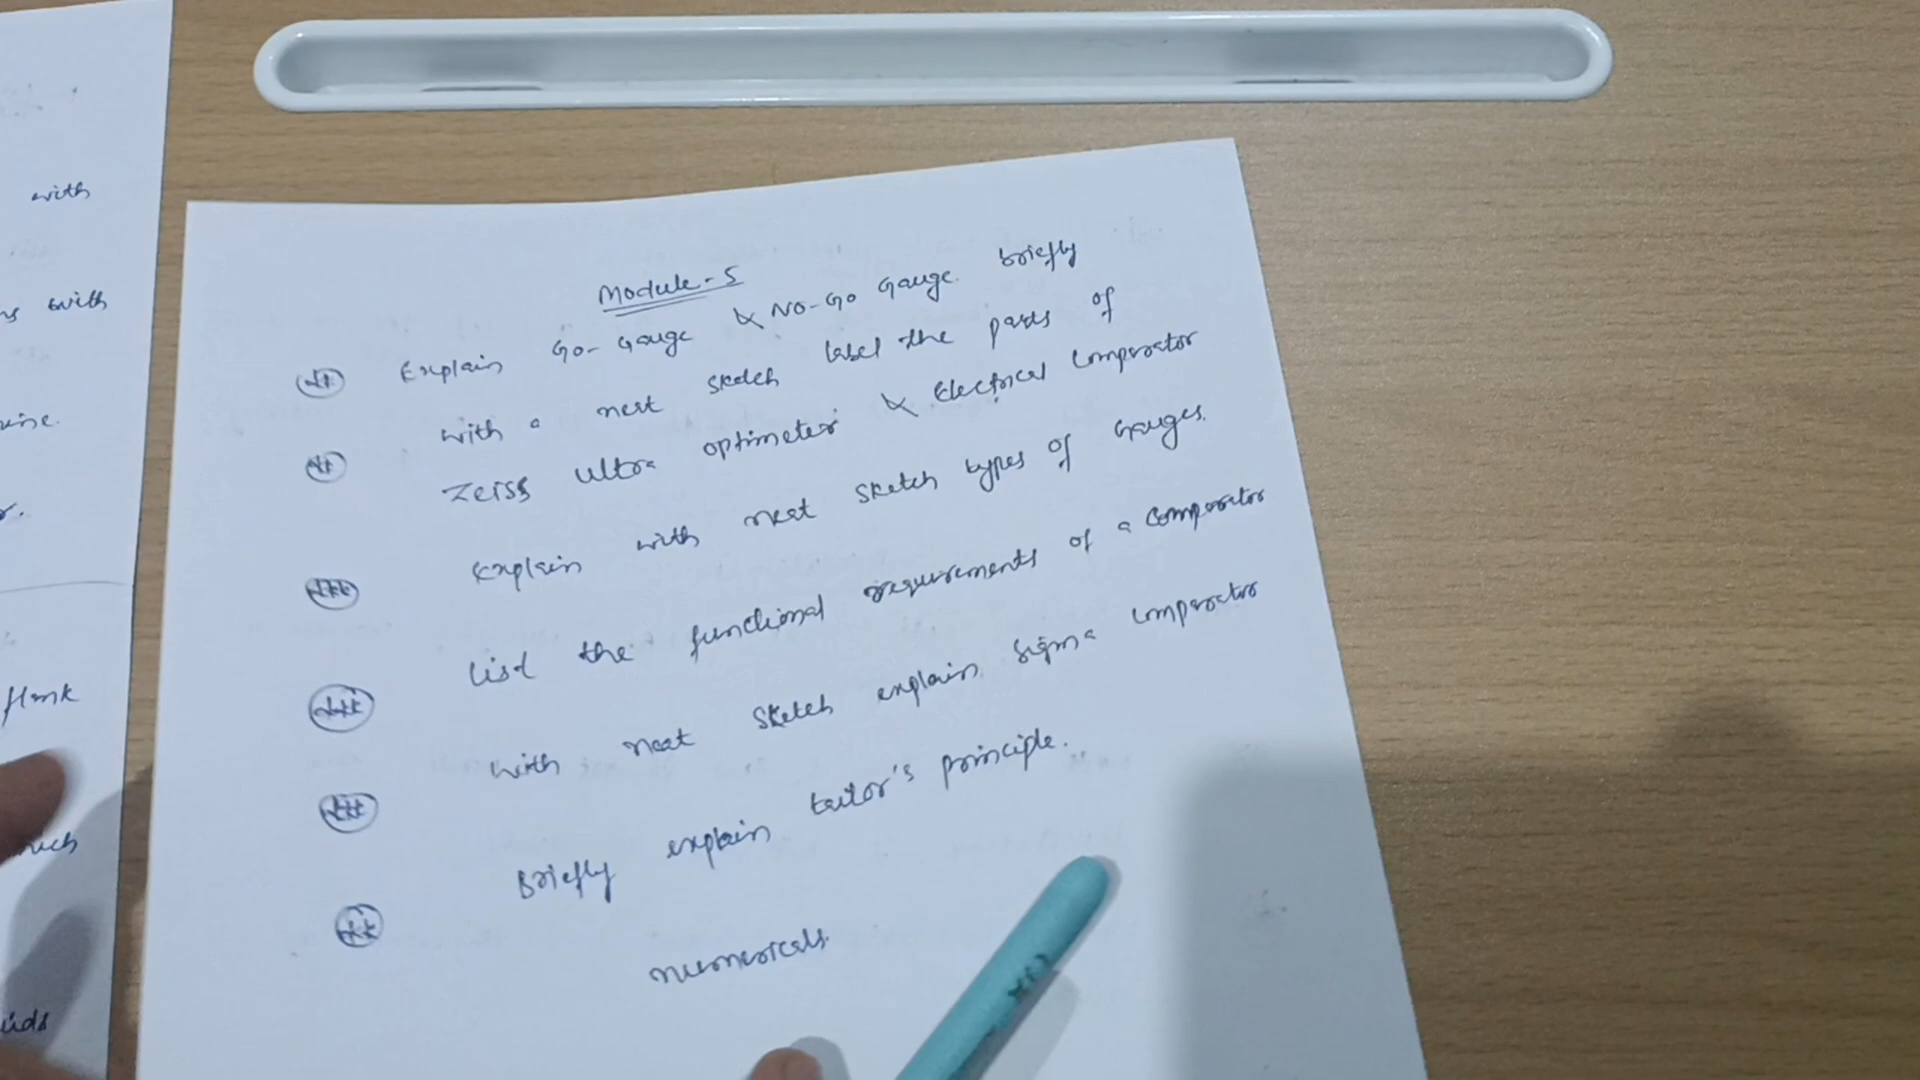 with
with
Module-5
Explain Go-Gauge & No-Go Gauge. briefly
with a neat sketch label the parts of
Zeiss Ultra optimeter & Electrical Comparator
Explain with neat sketch types of Gauges.
List the functional requirements of a Comparator
with neat sketch explain sigma Comparator
Briefly explain tailor's principle.
Numericals.
flank